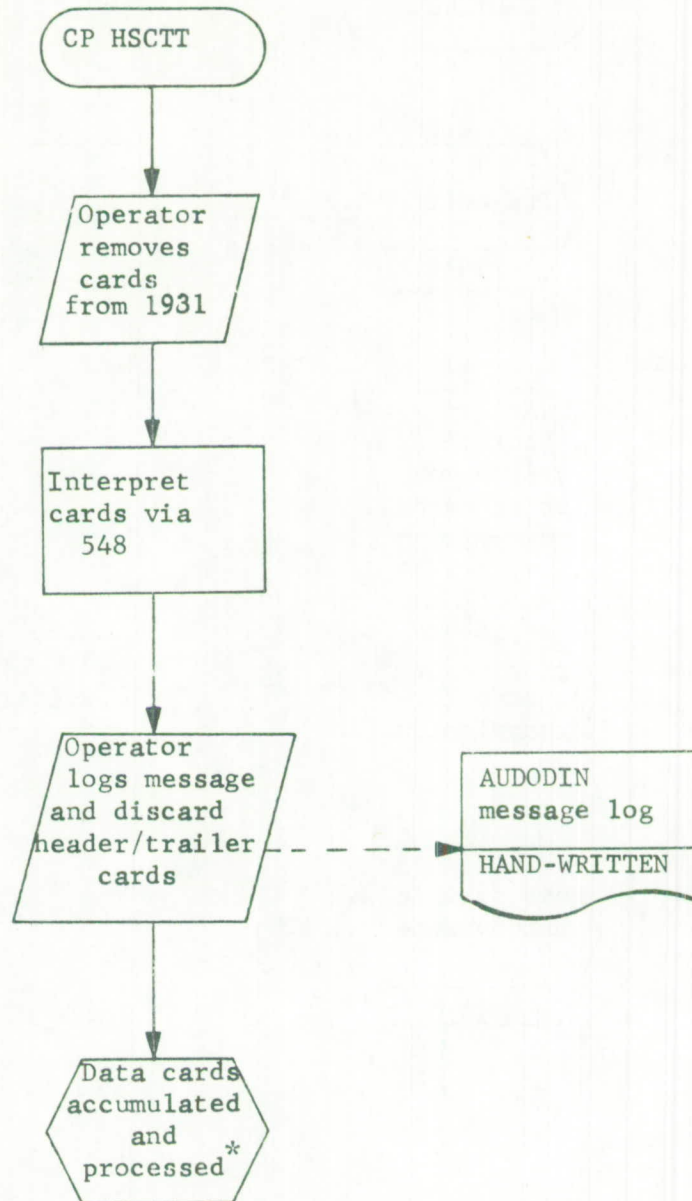 CP HSCTT
Operator
removes
cards
from 1931
Interpret
cards via
548
Operator
logs message
and discard
header/trailer
cards
AUDODIN
message log
HAND-WRITTEN
Data cards
accumulated
and
processed*